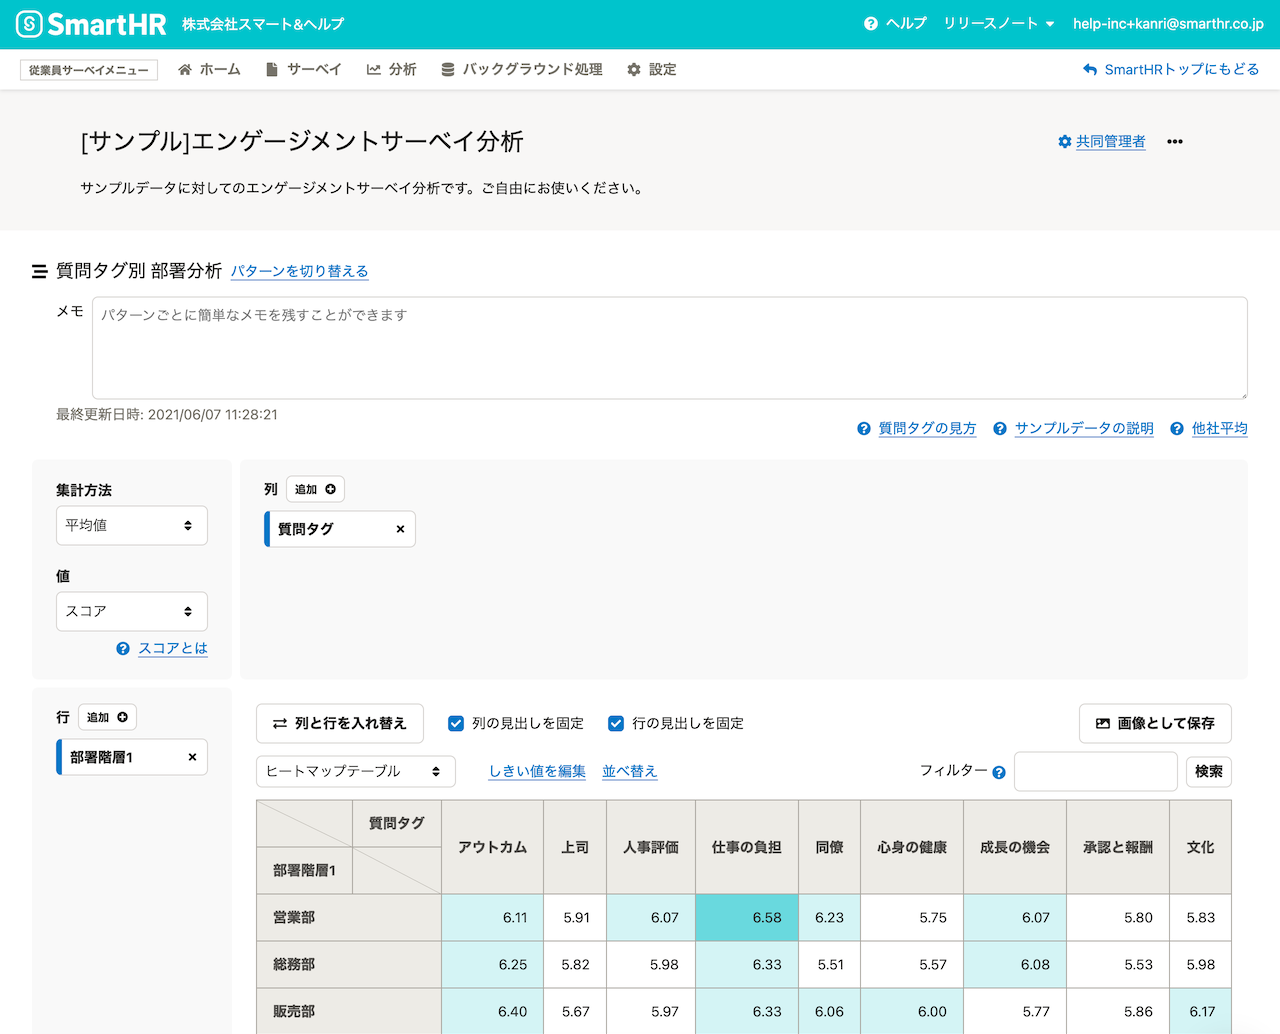 SmartHR 株式会社スマート&ヘルプ ヘルプ リリースノート help-inc+kanri@smarthr.co.jp
従業員サーベイメニュー ホーム サーベイ 分析 バックグラウンド処理 設定 SmartHRトップにもどる
[サンプル]エンゲージメントサーベイ分析 共同管理者
サンプルデータに対してのエンゲージメントサーベイ分析です。ご自由にお使いください。
質問タグ別 部署分析 パターンを切り替える
メモ パターンごとに簡単なメモを残すことができます
最終更新日時: 2021/06/07 11:28:21
質問タグの見方 サンプルデータの説明 他社平均
集計方法
平均値
値
スコア
スコアとは
列 追加
質問タグ
行 追加
部署階層1
列と行を入れ替え 列の見出しを固定 行の見出しを固定 画像として保存
ヒートマップテーブル しきい値を編集 並べ替え フィルター 検索
質問タグ
部署階層1
アウトカム 上司 人事評価 仕事の負担 同僚 心身の健康 成長の機会 承認と報酬 文化
営業部 6.11 5.91 6.07 6.58 6.23 5.75 6.07 5.80 5.83
総務部 6.25 5.82 5.98 6.33 5.51 5.57 6.08 5.53 5.98
販売部 6.40 5.67 5.97 6.33 6.06 6.00 5.77 5.86 6.17